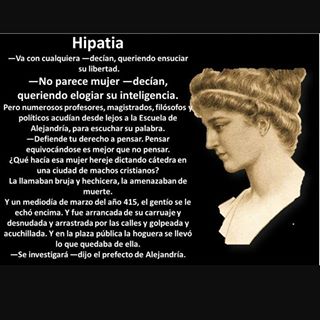 Hipatia
—Va con cualquiera —decían, queriendo ensuciar
su libertad.
—No parece mujer —decían,
queriendo elogiar su inteligencia.
Pero numerosos profesores, magistrados, filósofos y
políticos acudían desde lejos a la Escuela de
Alejandría, para escuchar su palabra.
—Defiende tu derecho a pensar. Pensar
equivocándose es mejor que no pensar.
¿Qué hacía esa mujer hereje dictando cátedra en
una ciudad de machos cristianos?
La llamaban bruja y hechicera, la amenazaban de
muerte.
Y un mediodía de marzo del año 415, el gentío se le
echó encima. Y fue arrancada de su carruaje y
desnudada y arrastrada por las calles y golpeada y
acuchillada. Y en la plaza pública la hoguera se llevó
lo que quedaba de ella.
—Se investigará —dijo el prefecto de Alejandría.